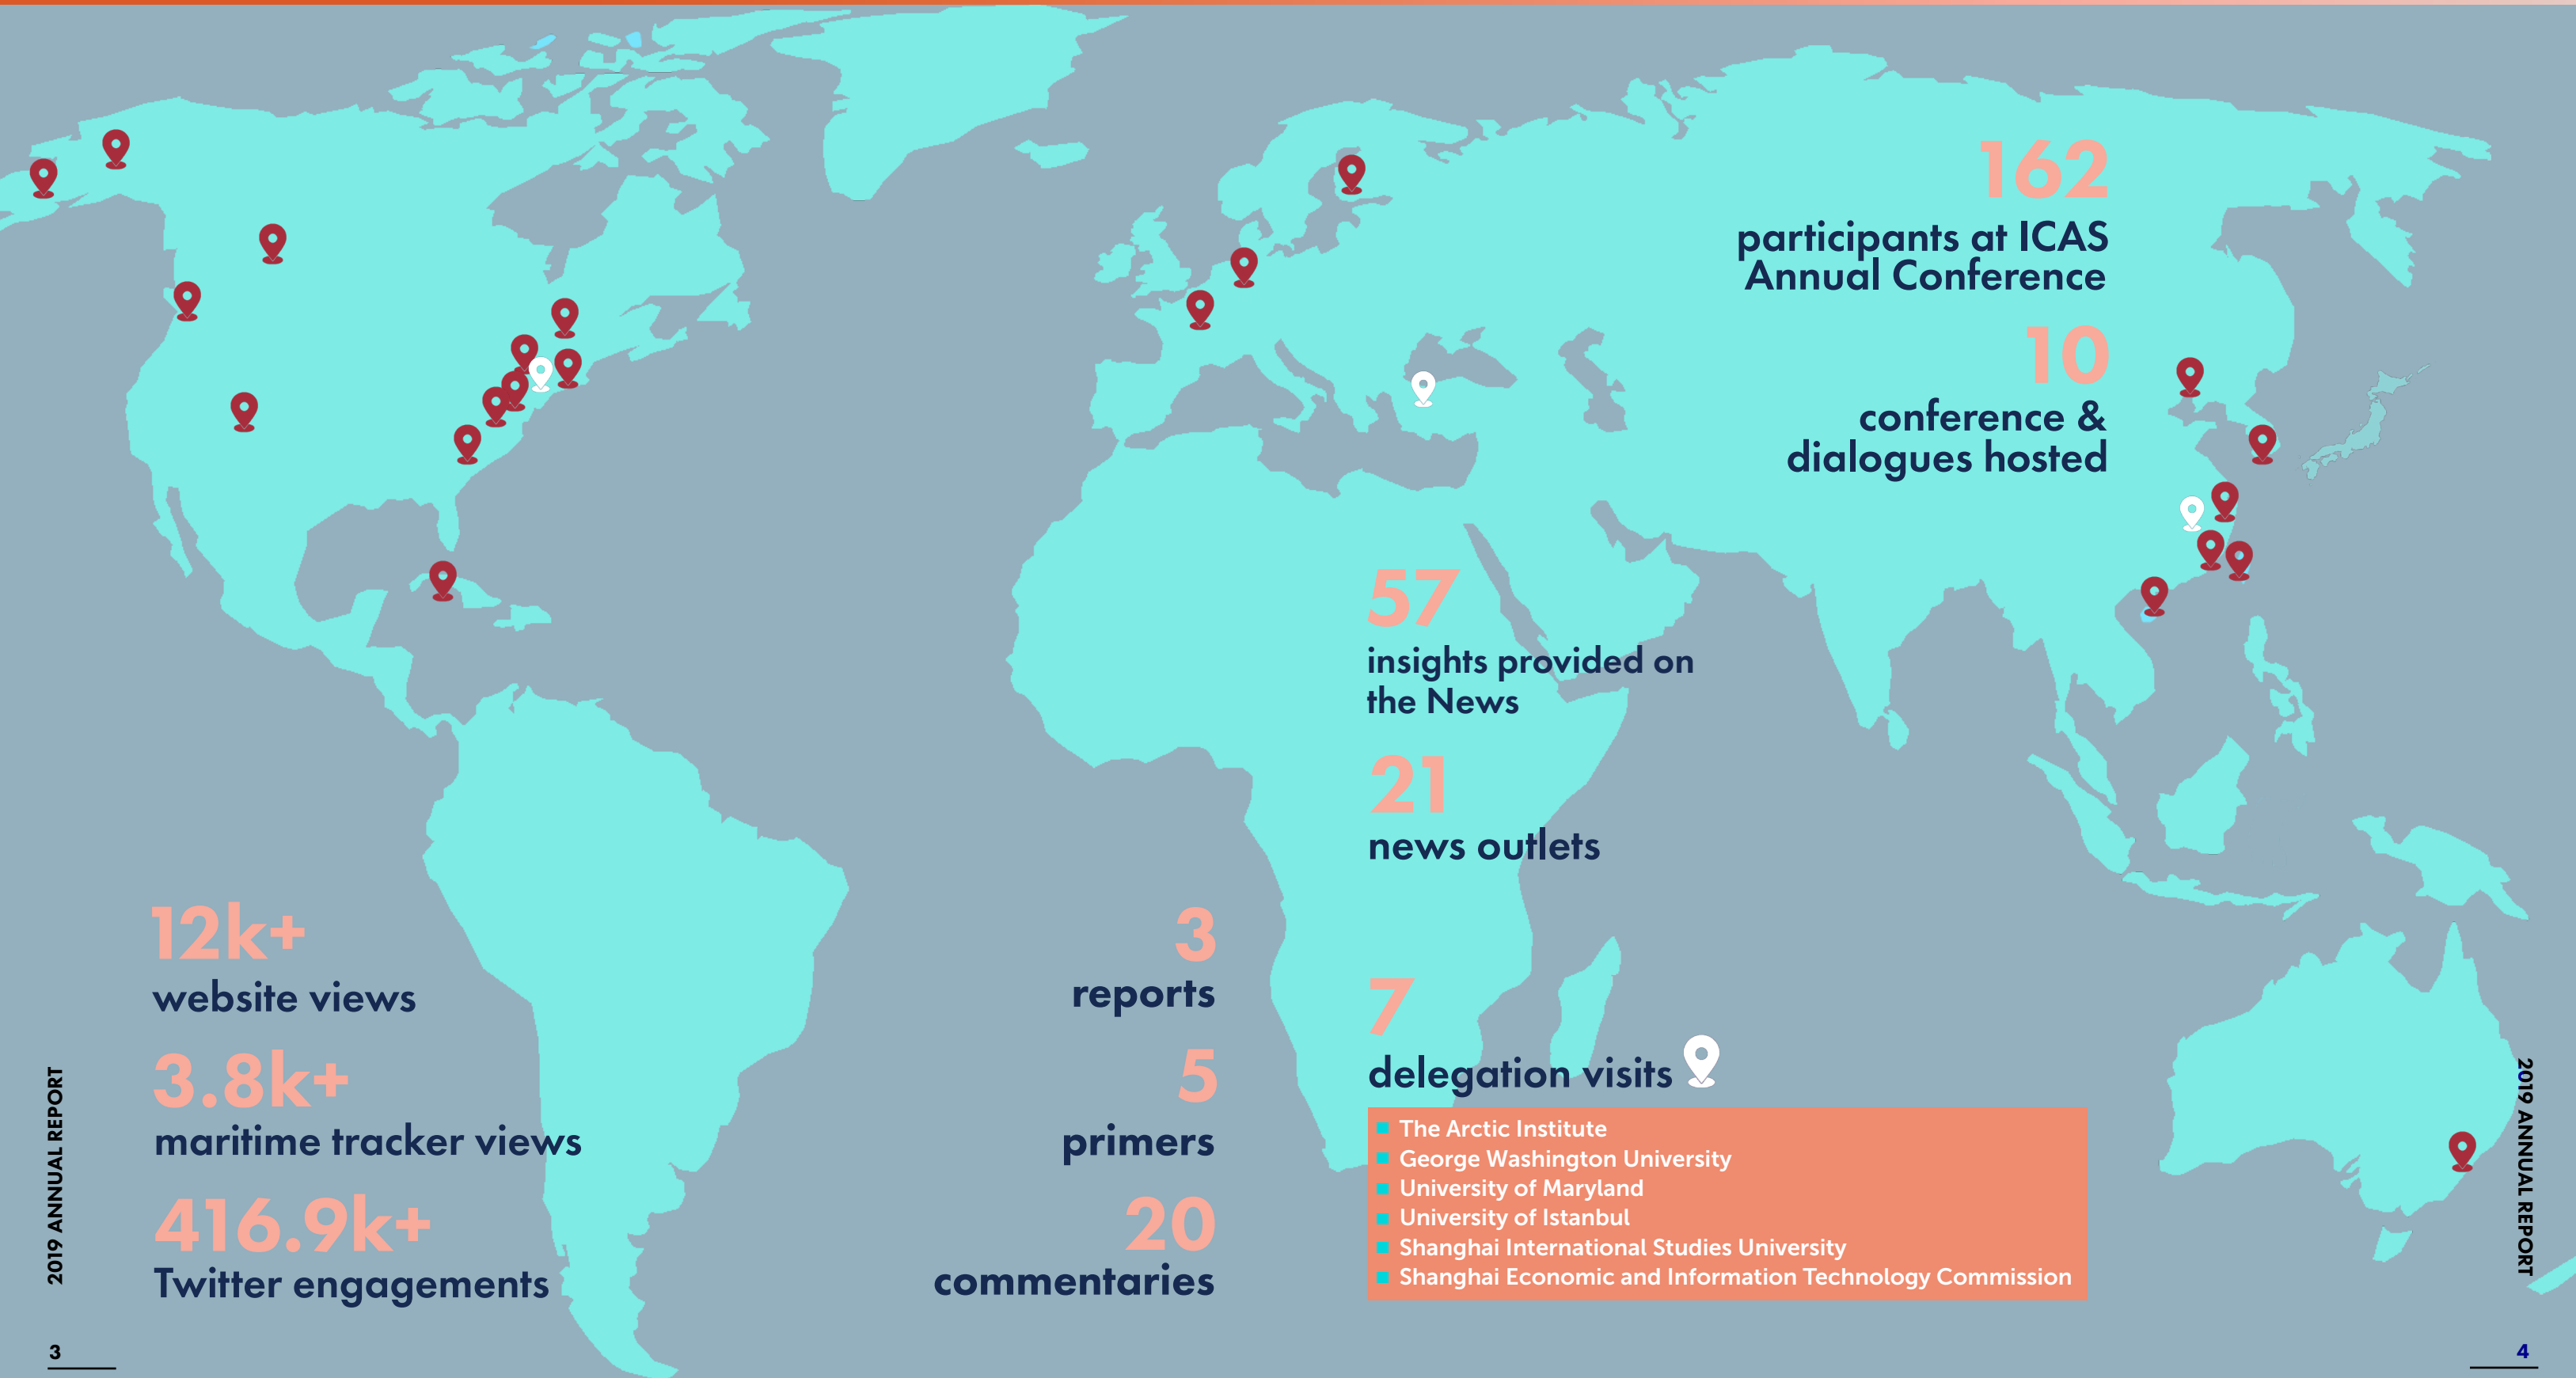 162
participants at ICAS
Annual Conference
10
conference &
dialogues hosted
57
insights provided on
the News
21
news outlets
12k+
website views
3.8k+
maritime tracker views
416.9k+
Twitter engagements
3
reports
5
primers
20
commentaries
7
delegation visits
The Arctic Institute
George Washington University
University of Maryland
University of Istanbul
Shanghai International Studies University
Shanghai Economic and Information Technology Commission
2019 ANNUAL REPORT
3
2019 ANNUAL REPORT
4